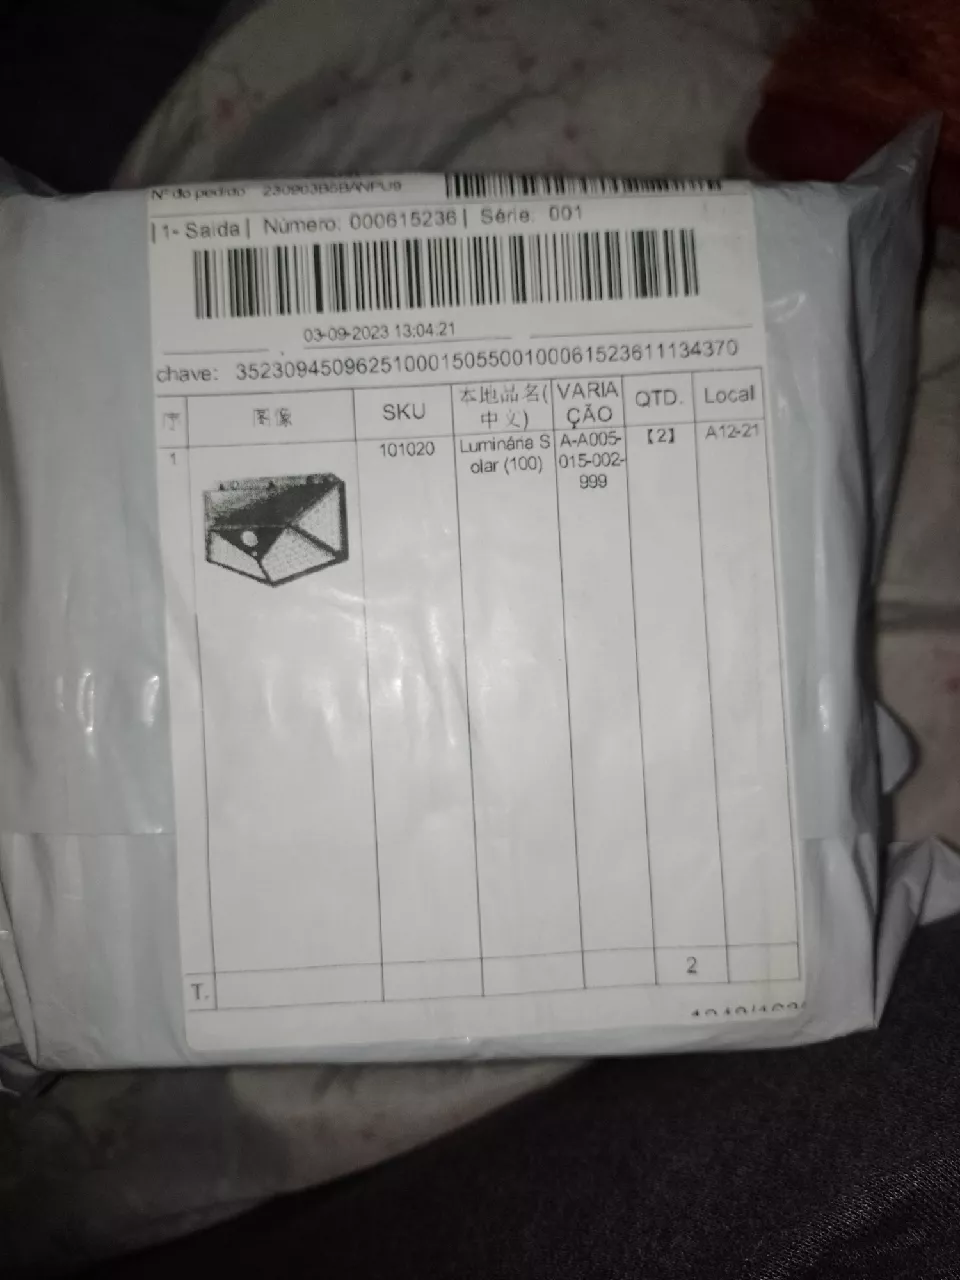 Nº do pedido
|1- Saída| Número: 000615236| Série: 001
03-09-2023 13:04:21
chave: 352309450962510001505500100061523611134370
序 图像 SKU 本地品名(中文) VARIAÇÃO QTD. Local
1 101020 Luminária Solar (100) A-A005-015-002-999 【2】 A12-21
T. 2